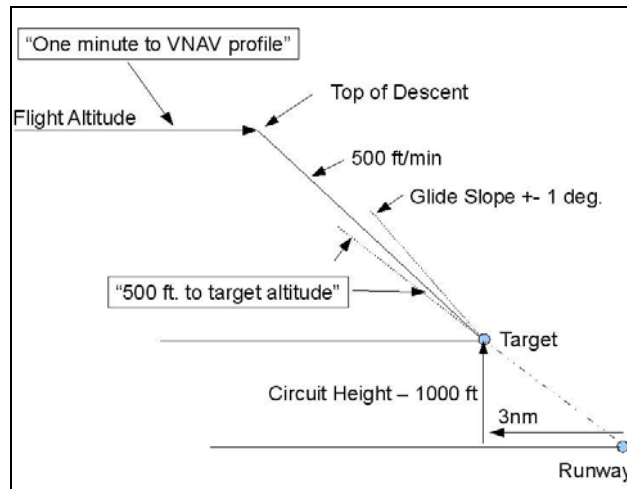 “One minute to VNAV profile”
Top of Descent
Flight Altitude
500 ft/min
Glide Slope +- 1 deg.
“500 ft. to target altitude”
Target
Circuit Height – 1000 ft
3nm
Runway